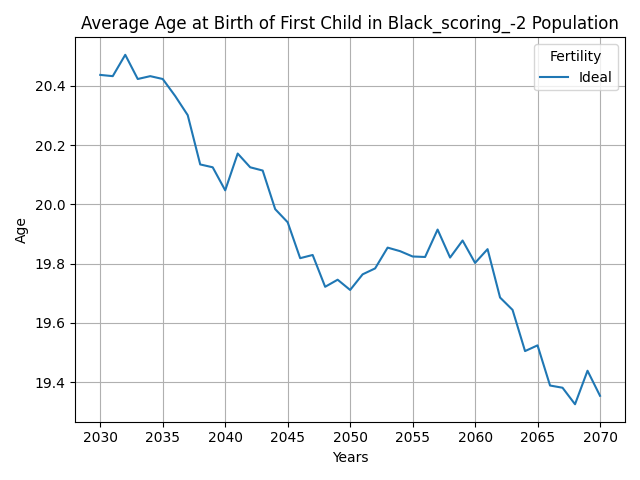 Average Age at Birth of First Child in Black_scoring_-2 Population
Fertility
Ideal
20.4
20.2
20.0
19.8
19.6
19.4
Age
2030 2035 2040 2045 2050 2055 2060 2065 2070
Years